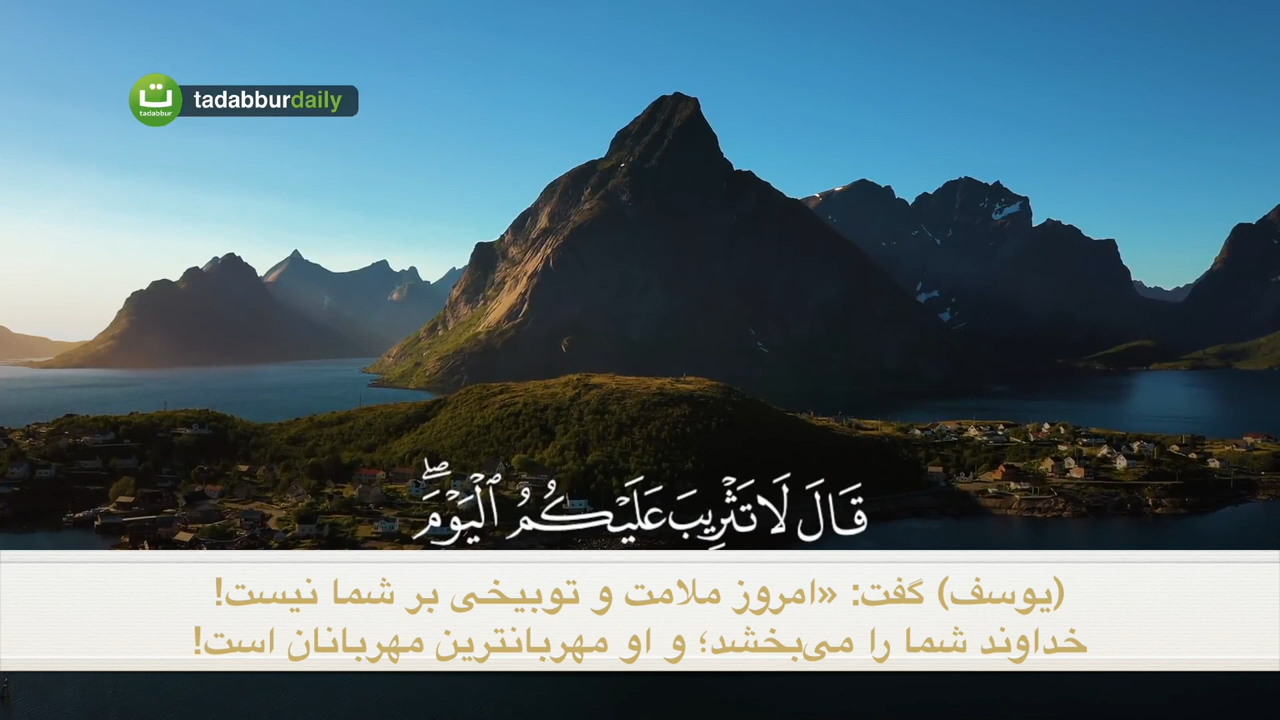 ت
tadabbur
tadabburdaily
قَالَ لَا تَثْرِيبَ عَلَيْكُمُ ٱلْيَوْمَ ۖ
(یوسف) گفت: «امروز ملامت و توبیخی بر شما نیست!
خداوند شما را می‌بخشد؛ و او مهربانترین مهربانان است!